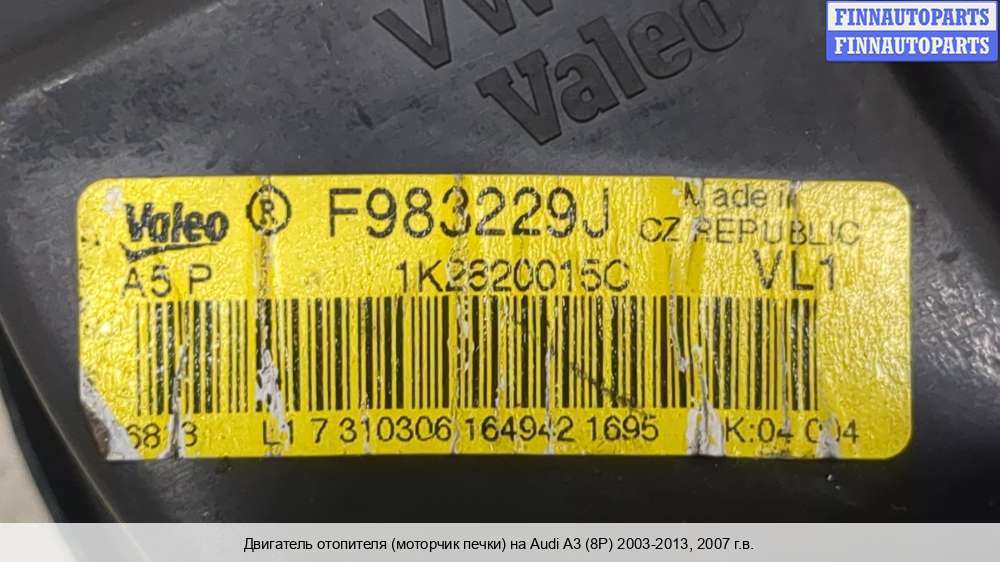 FINNAUTOPARTS
FINNAUTOPARTS
VW
Valeo
Valeo ® F983229J Made in
CZ REPUBLIC
A5 P 1K2820015C VL1
L1 7 310306 164942 1695
Двигатель отопителя (моторчик печки) на Audi A3 (8P) 2003-2013, 2007 г.в.